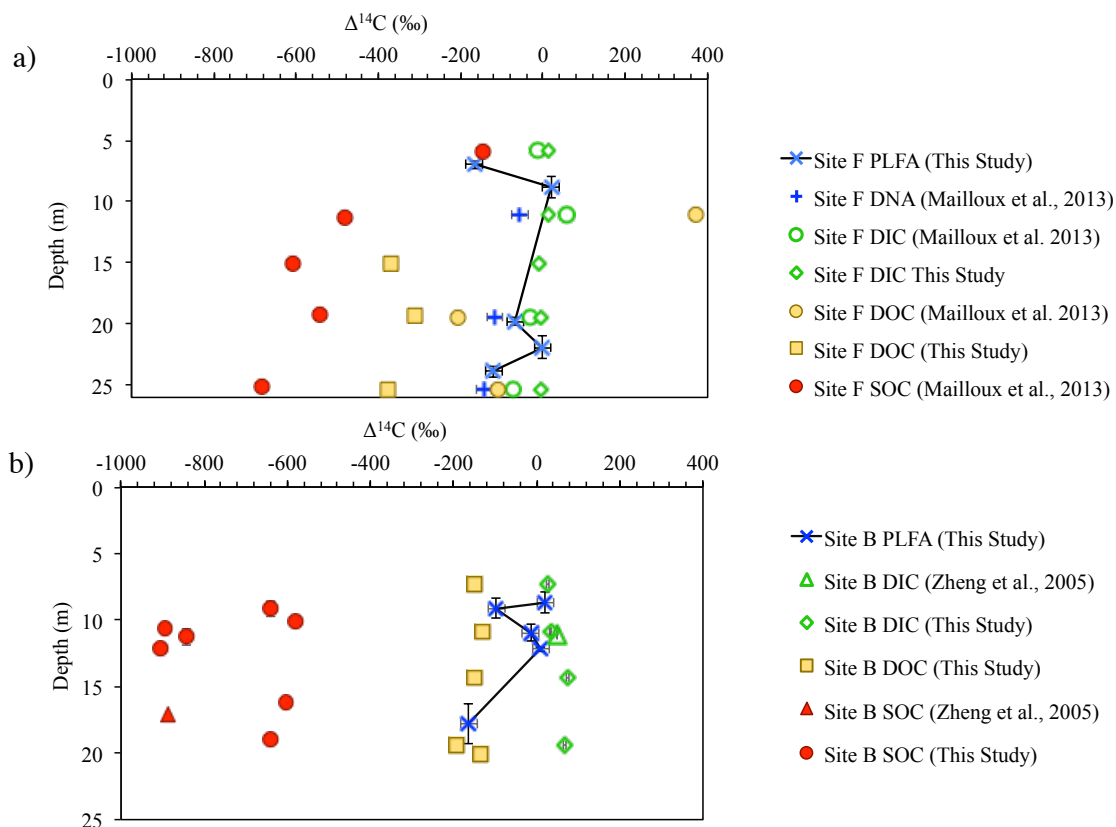 Δ¹⁴C (‰)
-1000 -800 -600 -400 -200 0 200 400
a)
0
5
10
15
20
25
Depth (m)
Site F PLFA (This Study)
Site F DNA (Mailloux et al., 2013)
Site F DIC (Mailloux et al. 2013)
Site F DIC This Study
Site F DOC (Mailloux et al. 2013)
Site F DOC (This Study)
Site F SOC (Mailloux et al., 2013)
Δ¹⁴C (‰)
-1000 -800 -600 -400 -200 0 200 400
b)
0
5
10
15
20
25
Depth (m)
Site B PLFA (This Study)
Site B DIC (Zheng et al., 2005)
Site B DIC (This Study)
Site B DOC (This Study)
Site B SOC (Zheng et al., 2005)
Site B SOC (This Study)